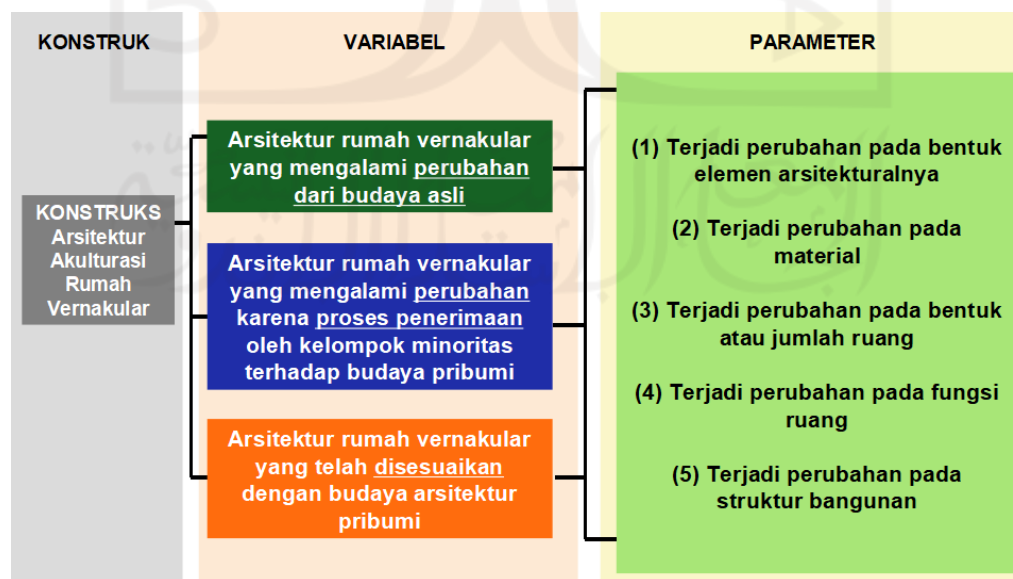 KONSTRUK
VARIABEL
PARAMETER
KONSTRUKS
Arsitektur
Akulturasi
Rumah
Vernakular
Arsitektur rumah vernakular
yang mengalami perubahan
dari budaya asli
Arsitektur rumah vernakular
yang mengalami perubahan
karena proses penerimaan
oleh kelompok minoritas
terhadap budaya pribumi
Arsitektur rumah vernakular
yang telah disesuaikan
dengan budaya arsitektur
pribumi
(1) Terjadi perubahan pada bentuk
elemen arsitekturalnya
(2) Terjadi perubahan pada
material
(3) Terjadi perubahan pada bentuk
atau jumlah ruang
(4) Terjadi perubahan pada fungsi
ruang
(5) Terjadi perubahan pada
struktur bangunan